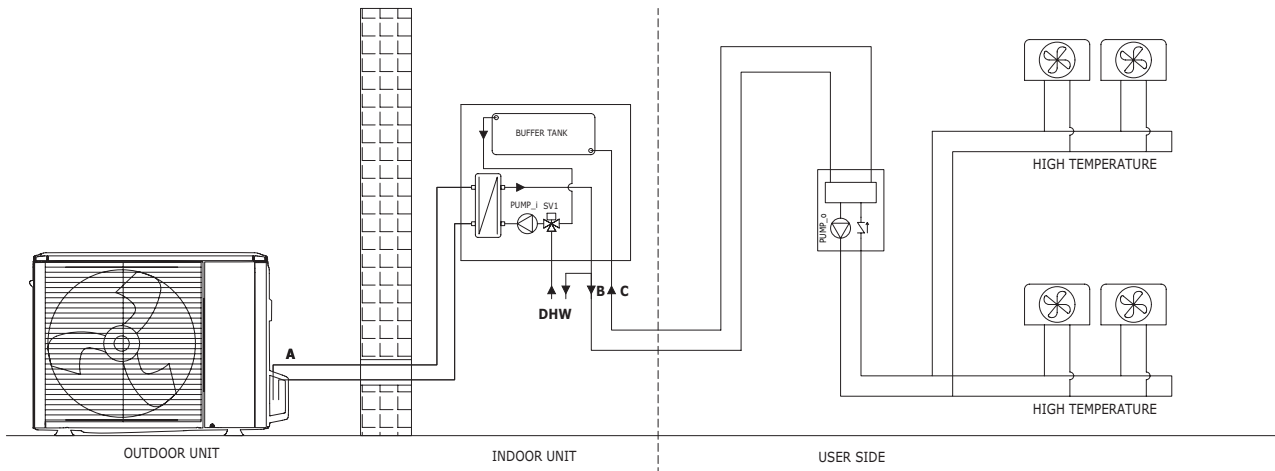 BUFFER TANK
PUMP_i SV1
HIGH TEMPERATURE
PUMP_o
B C
DHW
A
HIGH TEMPERATURE
OUTDOOR UNIT
INDOOR UNIT
USER SIDE